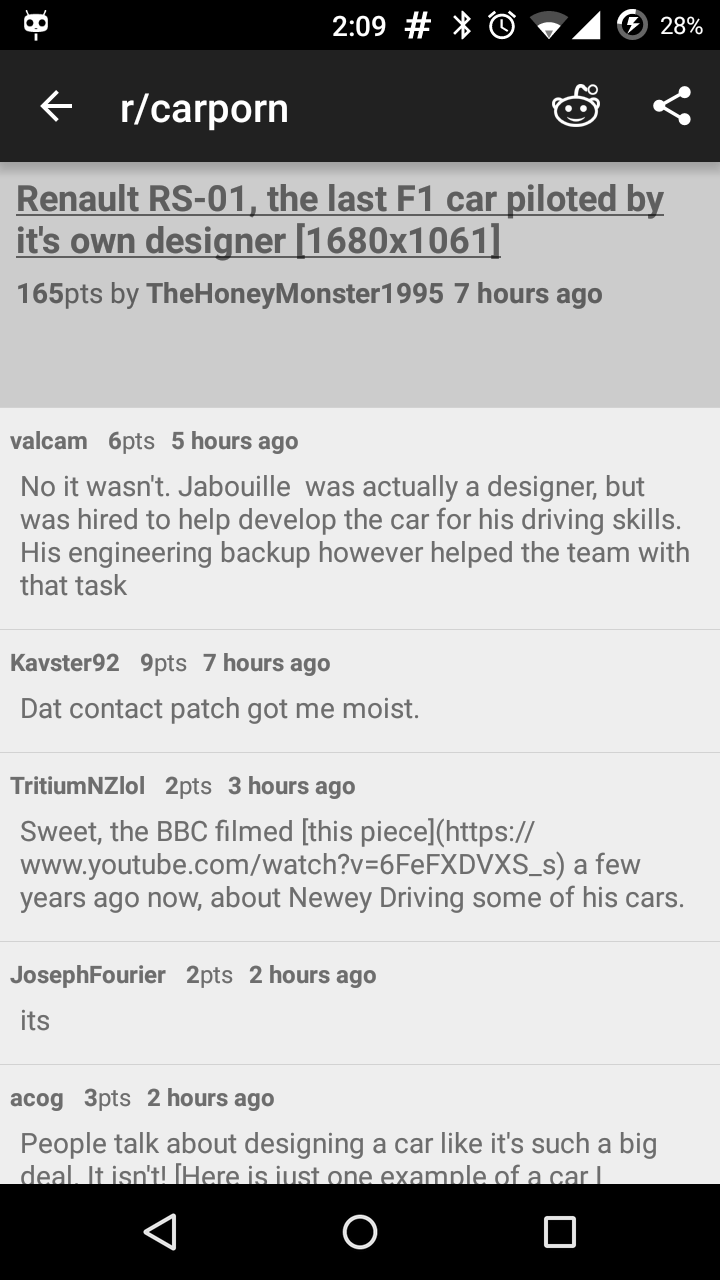 2:09 # 28%
r/carporn
Renault RS-01, the last F1 car piloted by
it's own designer [1680x1061]
165pts by TheHoneyMonster1995 7 hours ago
valcam 6pts 5 hours ago
No it wasn't. Jabouille  was actually a designer, but
was hired to help develop the car for his driving skills.
His engineering backup however helped the team with
that task
Kavster92 9pts 7 hours ago
Dat contact patch got me moist.
TritiumNZlol 2pts 3 hours ago
Sweet, the BBC filmed [this piece](https://
www.youtube.com/watch?v=6FeFXDVXS_s) a few
years ago now, about Newey Driving some of his cars.
JosephFourier 2pts 2 hours ago
its
acog 3pts 2 hours ago
People talk about designing a car like it's such a big
deal. It isn't! [Here is just one example of a car I